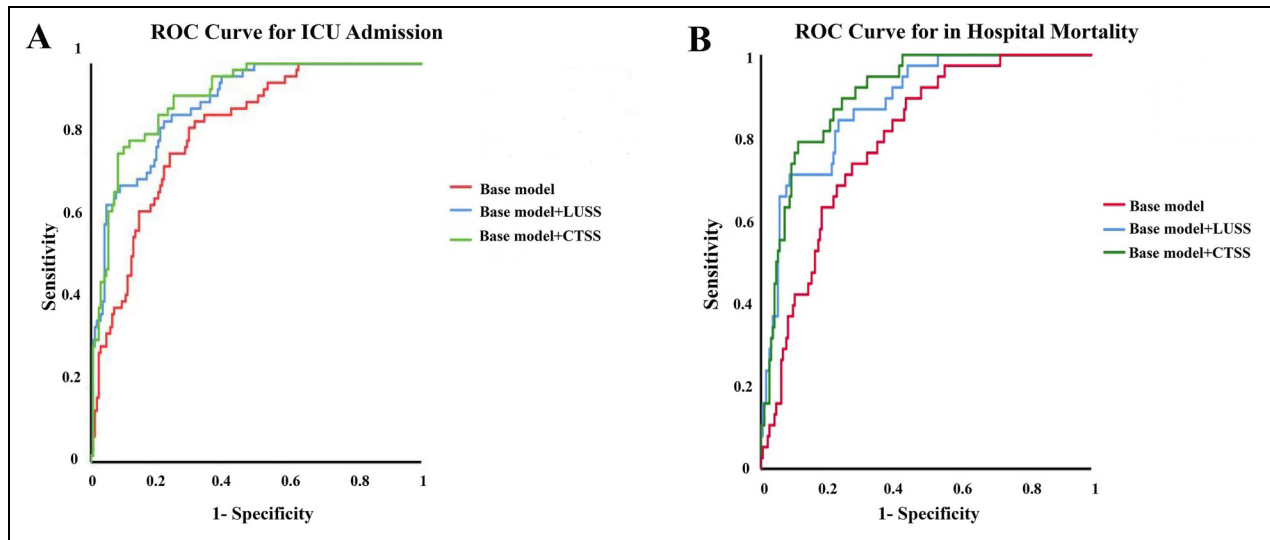 A
ROC Curve for ICU Admission
1
0.8
0.6
0.4
0.2
0
Sensitivity
0 0.2 0.4 0.6 0.8 1
1- Specificity
Base model
Base model+LUSS
Base model+CTSS
B
ROC Curve for in Hospital Mortality
1
0.8
0.6
0.4
0.2
0
Sensitivity
0 0.2 0.4 0.6 0.8 1
1- Specificity
Base model
Base model+LUSS
Base model+CTSS